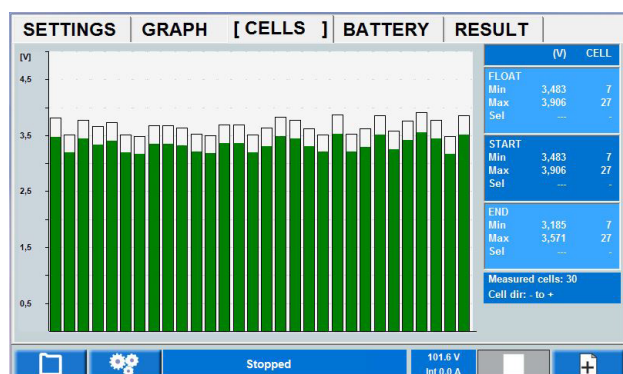 SETTINGS GRAPH [ CELLS ] BATTERY RESULT
[V]
4,5
3,5
2,5
1,5
0,5
(V) CELL
FLOAT
Min 3,483 7
Max 3,906 27
Sel --- -
START
Min 3,483 7
Max 3,906 27
Sel --- -
END
Min 3,185 7
Max 3,571 27
Sel --- -
Measured cells: 30
Cell dir: - to +
Stopped
101.6 V
Int 0.0 A